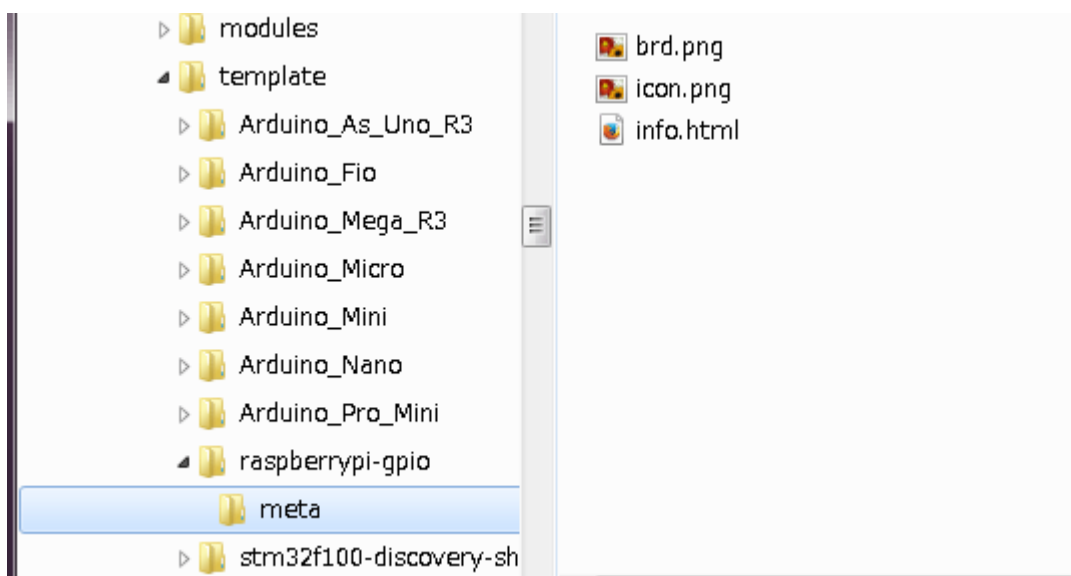 modules
template
Arduino_As_Uno_R3
Arduino_Fio
Arduino_Mega_R3
Arduino_Micro
Arduino_Mini
Arduino_Nano
Arduino_Pro_Mini
raspberrypi-gpio
meta
stm32f100-discovery-sh
brd.png
icon.png
info.html